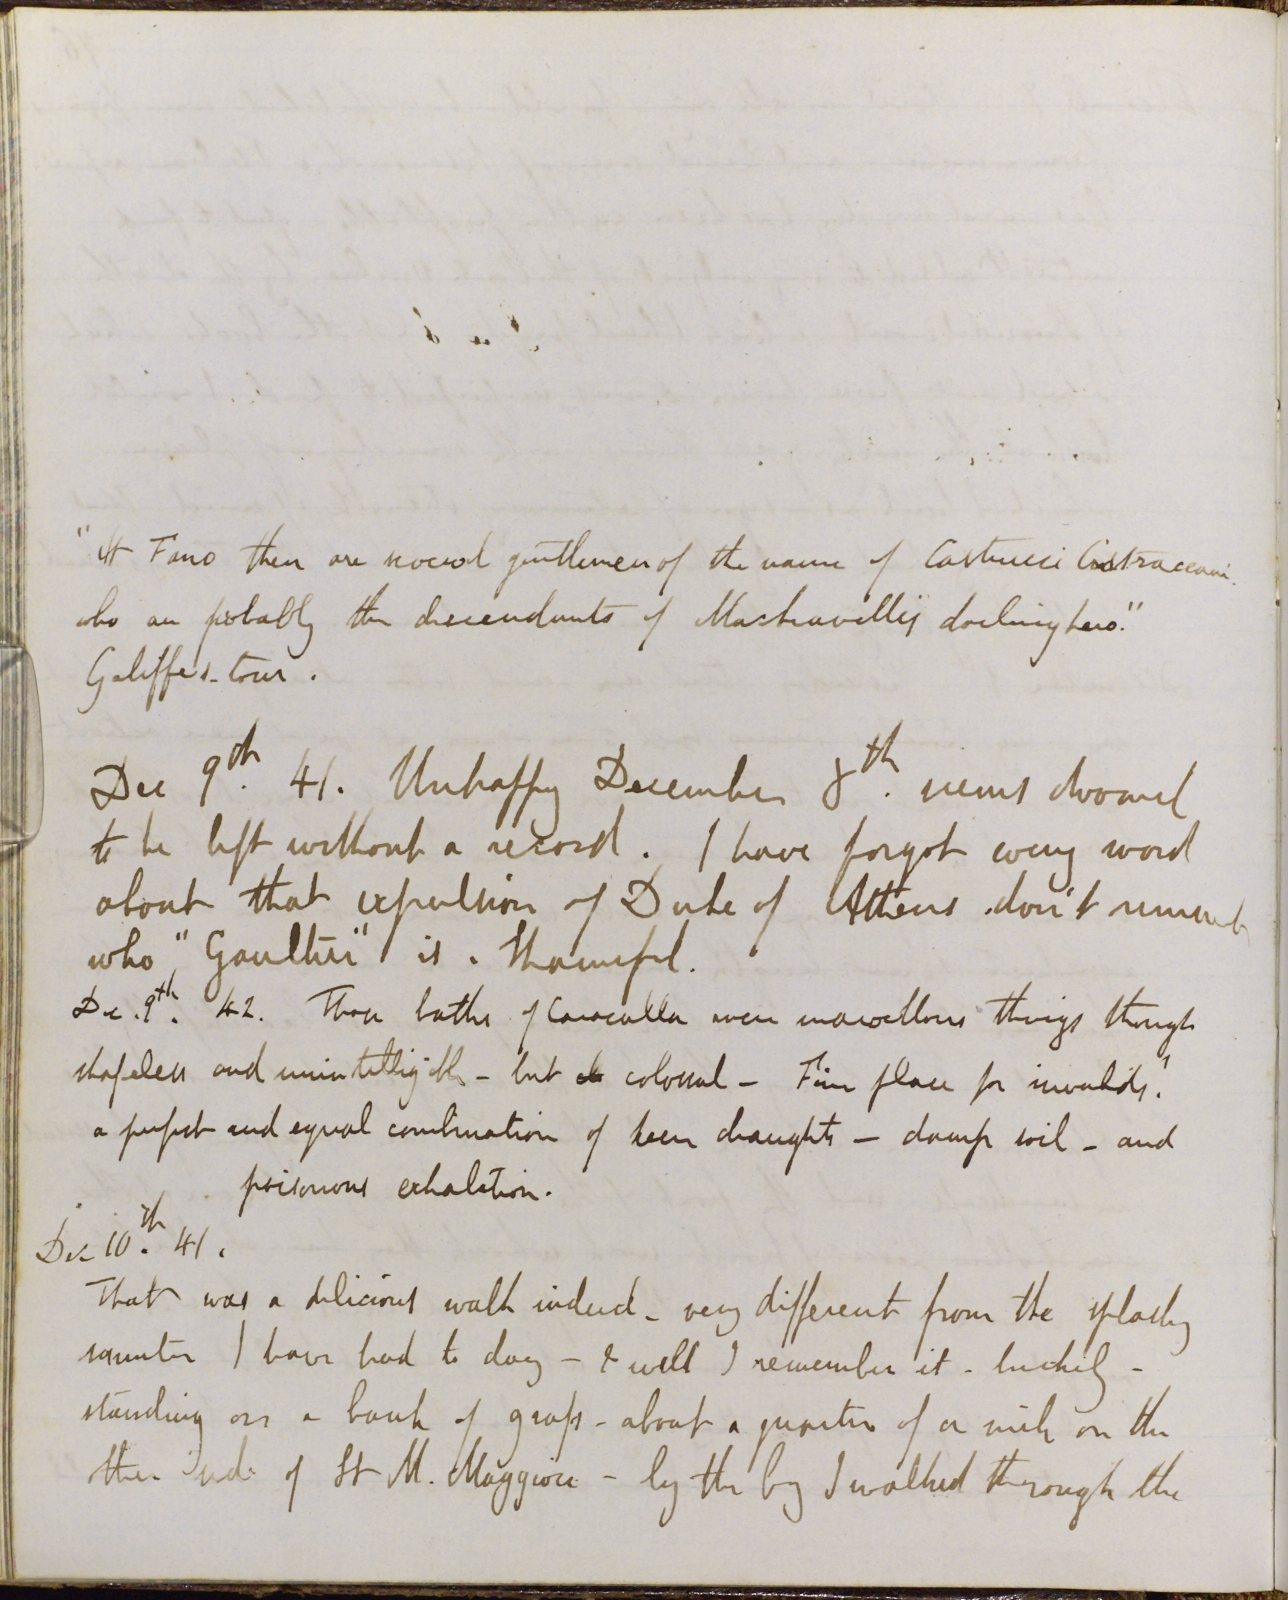 "At Fano there are several gentlemen of the name of Castrucci Castraccani.
who are probably the descendants of Machiavelli's darling hero."
Galiffe's tour.
Dec 9th. 41. Unhappy December 8th. seems doomed
to be left without a record. I have forgot every word
about that expulsion of Duke of Athens don't remember
who "Gaultier" is. Shameful.
Dec. 9th. 42. Those baths of Caracalla were marvellous things though
shapeless and unintelligible - but colossal - Fine place for invalids,
a perfect and equal combination of keen draughts - damp soil - and
poisonous exhalation.
Dec 10th. 41.
That was a delicious walk indeed - very different from the splashy
saunter I have had to day - & well I remember it - luckily -
standing on a bank of grass - about a quarter of a mile on the
other side of St M. Maggiore - by the by I walked through the